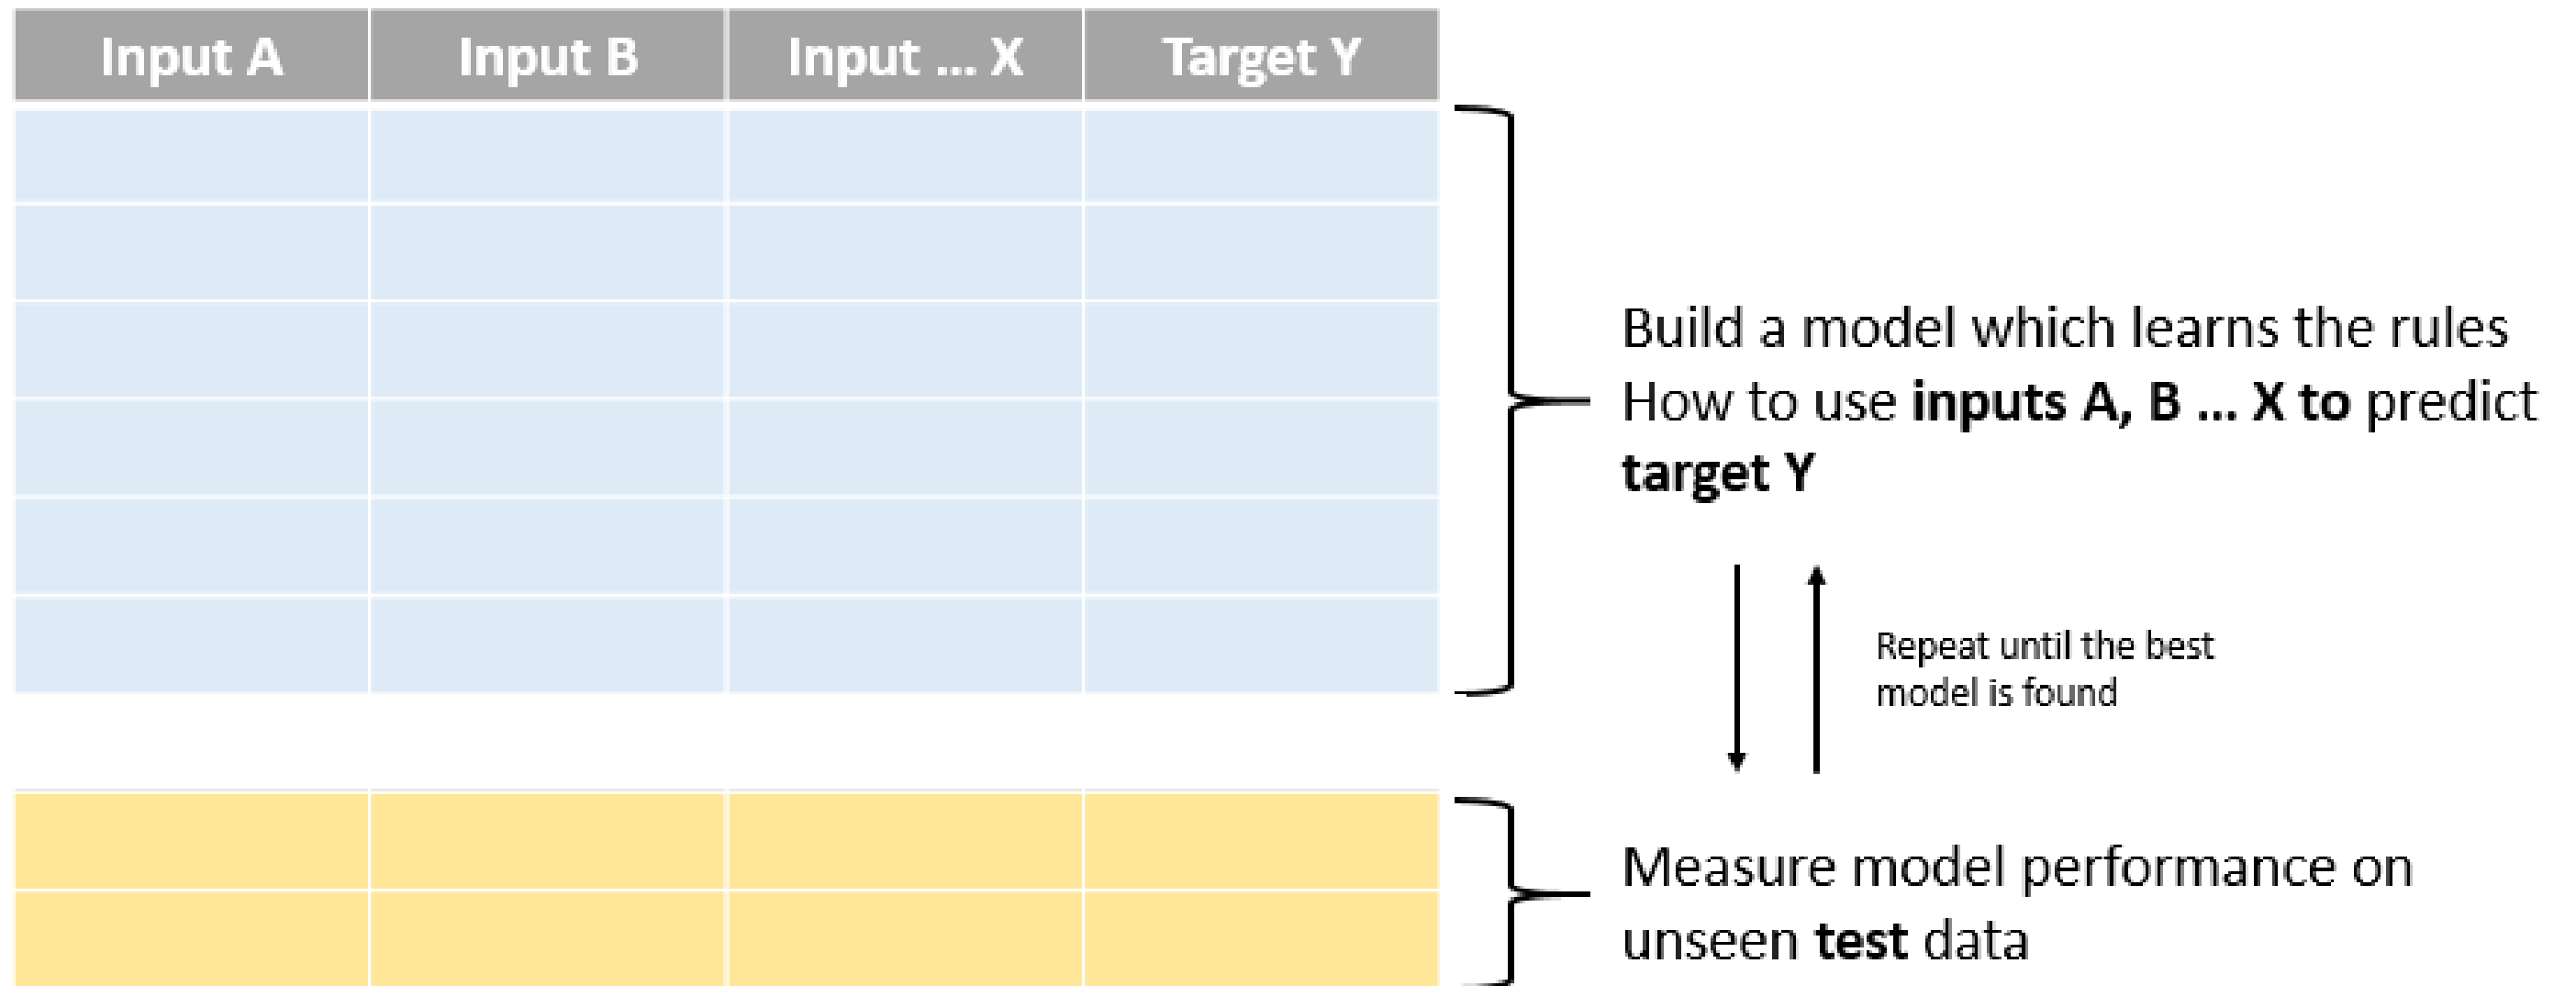 Input A Input B Input ... X Target Y
Build a model which learns the rules
How to use inputs A, B ... X to predict
target Y
Repeat until the best
model is found
Measure model performance on
unseen test data